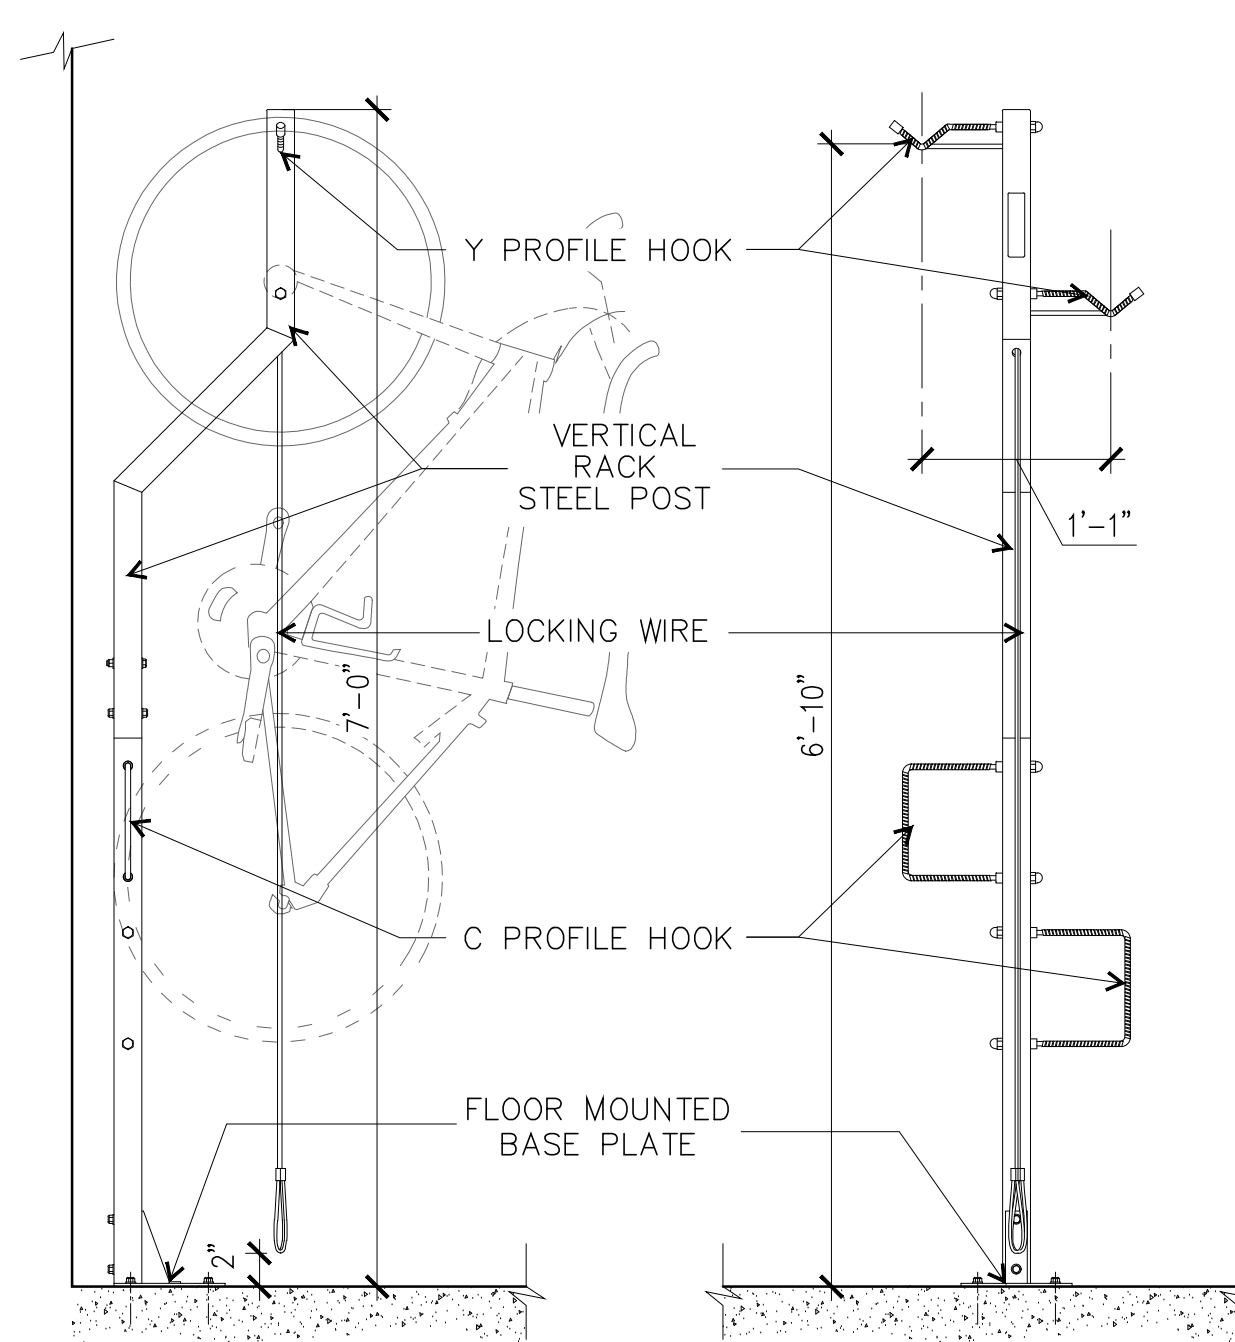 Y PROFILE HOOK
VERTICAL
RACK
STEEL POST
1'-1"
LOCKING WIRE
7'-0"
6'-10"
C PROFILE HOOK
FLOOR MOUNTED
BASE PLATE
2"